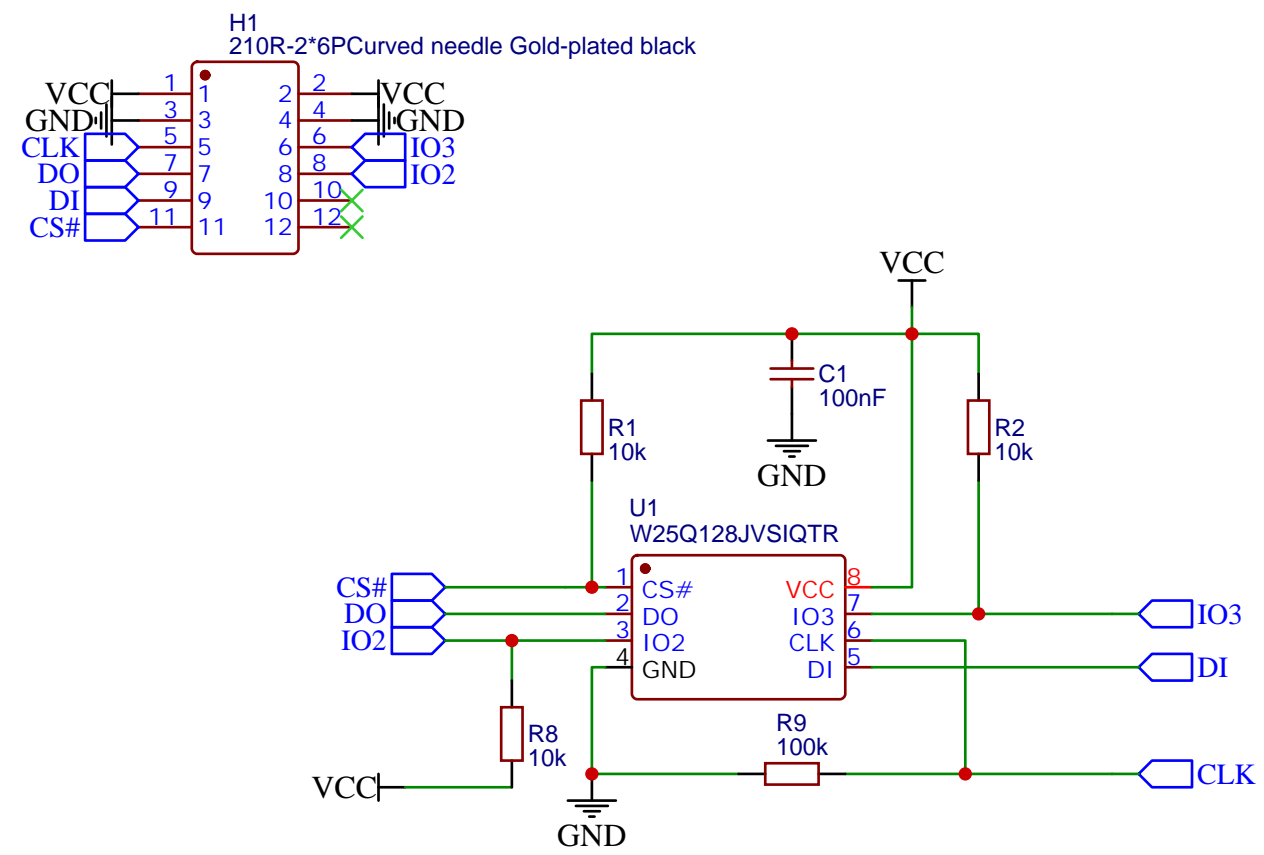 H1
210R-2*6PCurved needle Gold-plated black
VCC 1 1 2 2 VCC
GND 3 3 4 4 GND
CLK 5 5 6 6 IO3
DO 7 7 8 8 IO2
DI 9 9 10 10
CS# 11 11 12 12
VCC
C1
100nF
GND
R1
10k
R2
10k
U1
W25Q128JVSIQTR
CS# 1 CS# VCC 8
DO 2 DO IO3 7 IO3
IO2 3 IO2 CLK 6
4 GND DI 5 DI
R8
10k
VCC
R9
100k
CLK
GND